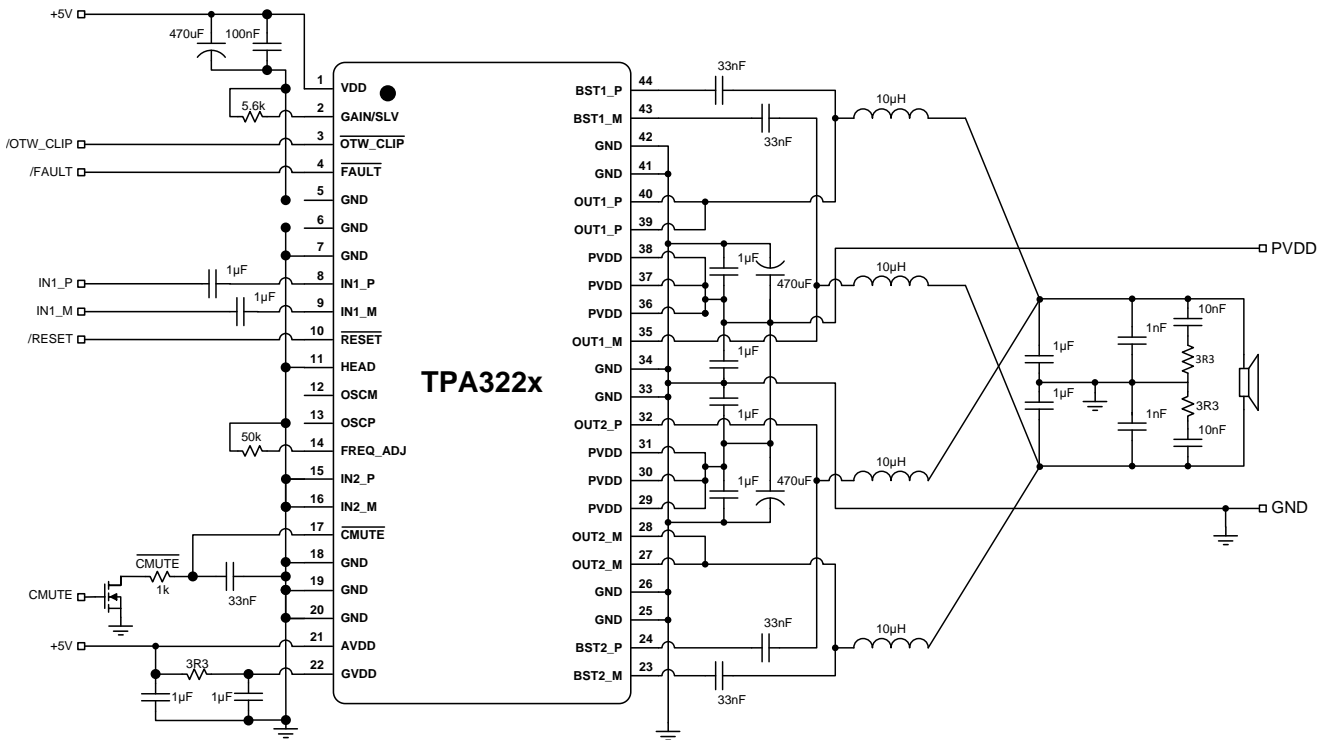 +5V
470uF
100nF
5.6k
/OTW_CLIP
/FAULT
IN1_P
1µF
IN1_M
1µF
/RESET
50k
CMUTE
CMUTE
1k
33nF
+5V
3R3
1µF
1µF
1 VDD
2 GAIN/SLV
3 OTW_CLIP
4 FAULT
5 GND
6 GND
7 GND
8 IN1_P
9 IN1_M
10 RESET
11 HEAD
12 OSCM
13 OSCP
14 FREQ_ADJ
15 IN2_P
16 IN2_M
17 CMUTE
18 GND
19 GND
20 GND
21 AVDD
22 GVDD
TPA322x
BST1_P 44
BST1_M 43
GND 42
GND 41
OUT1_P 40
OUT1_P 39
PVDD 38
PVDD 37
PVDD 36
OUT1_M 35
GND 34
GND 33
OUT2_P 32
PVDD 31
PVDD 30
PVDD 29
OUT2_M 28
OUT2_M 27
GND 26
GND 25
BST2_P 24
BST2_M 23
33nF
33nF
1µF
470uF
1µF
1µF
1µF
470uF
33nF
33nF
10µH
10µH
10µH
10µH
PVDD
1µF
1µF
1nF
1nF
10nF
3R3
3R3
10nF
GND